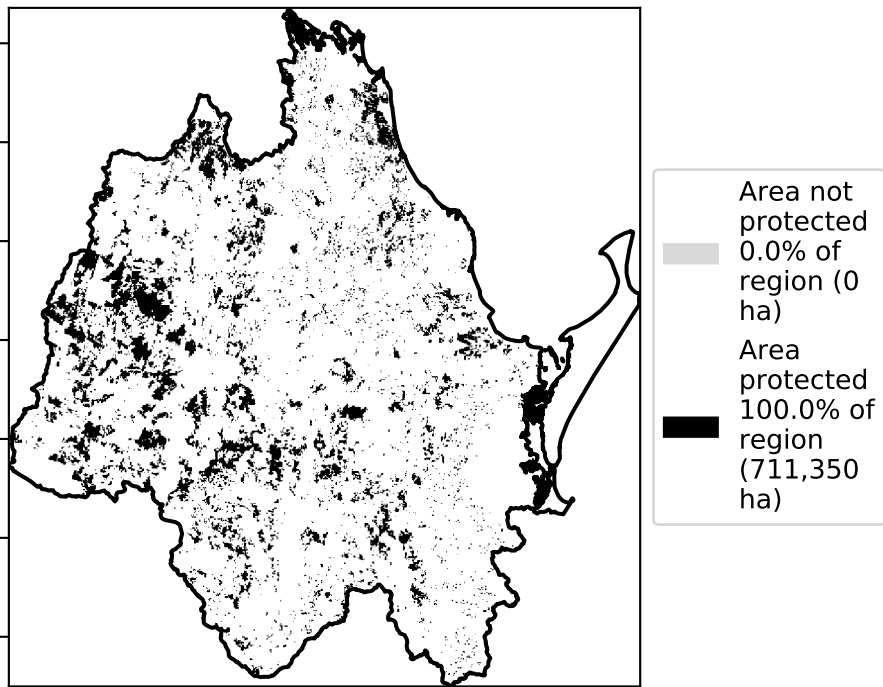 Area not
protected
0.0% of
region (0
ha)
Area
protected
100.0% of
region
(711,350
ha)